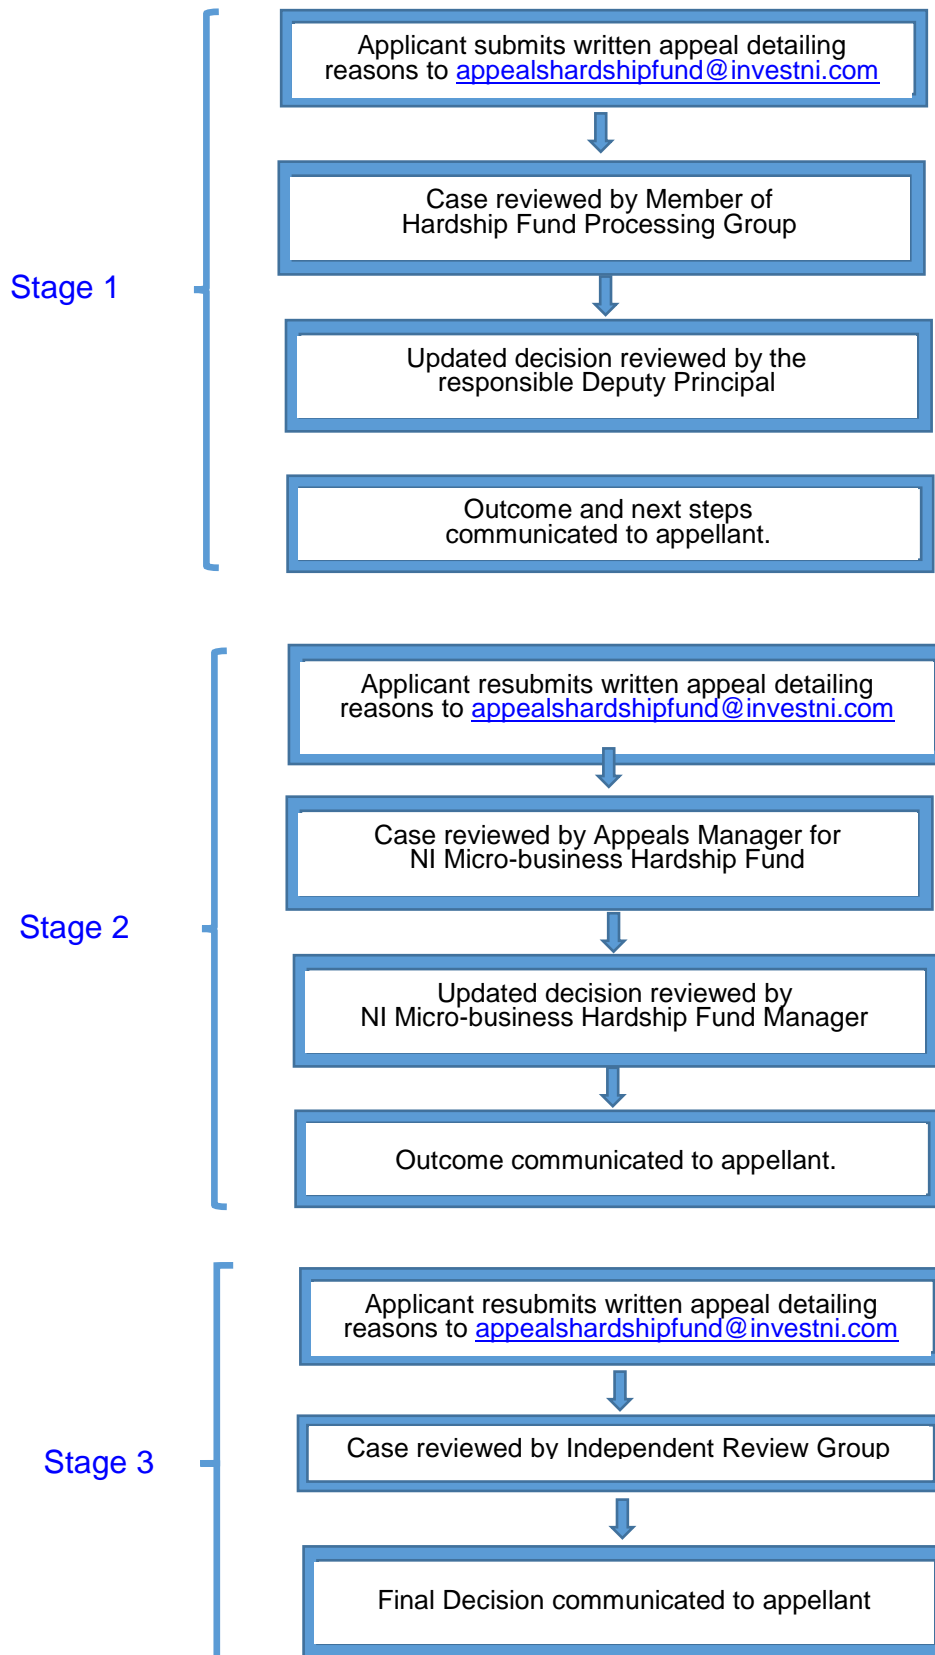 Applicant submits written appeal detailing
reasons to appealshardshipfund@investni.com
Case reviewed by Member of
Hardship Fund Processing Group
Stage 1
Updated decision reviewed by the
responsible Deputy Principal
Outcome and next steps
communicated to appellant.
Applicant resubmits written appeal detailing
reasons to appealshardshipfund@investni.com
Case reviewed by Appeals Manager for
NI Micro-business Hardship Fund
Stage 2
Updated decision reviewed by
NI Micro-business Hardship Fund Manager
Outcome communicated to appellant.
Applicant resubmits written appeal detailing
reasons to appealshardshipfund@investni.com
Stage 3
Case reviewed by Independent Review Group
Final Decision communicated to appellant